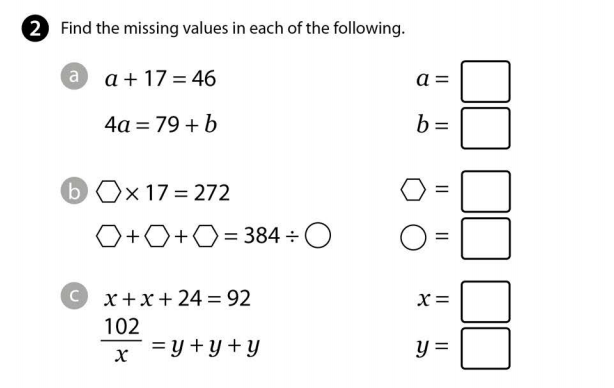 2 Find the missing values in each of the following.
a a + 17 = 46 a =
4a = 79 + b b =
b ⬡ × 17 = 272 ⬡ =
⬡ + ⬡ + ⬡ = 384 ÷ ◯ ◯ =
c x + x + 24 = 92 x =
102
x = y + y + y y =